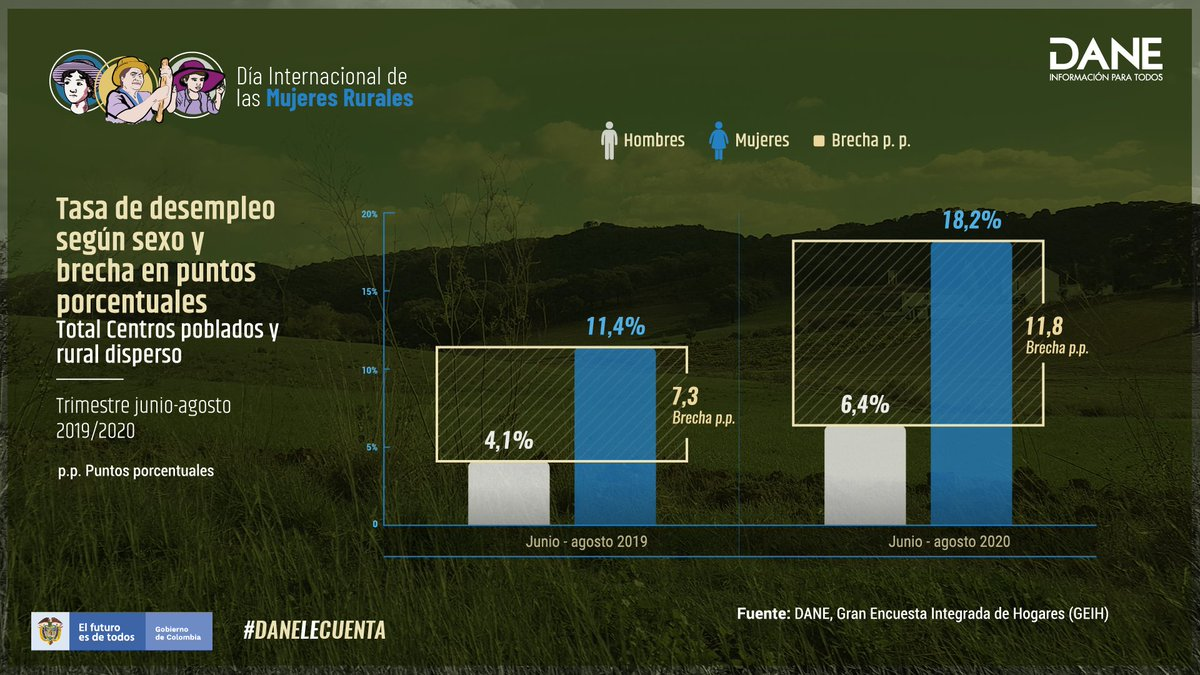 Día Internacional de
las Mujeres Rurales
DANE
INFORMACIÓN PARA TODOS
Hombres
Mujeres
Brecha p. p.
Tasa de desempleo
según sexo y
brecha en puntos
porcentuales
Total Centros poblados y
rural disperso
Trimestre junio-agosto
2019/2020
p.p. Puntos porcentuales
20%
15%
10%
5%
0
4,1%
11,4%
7,3
Brecha p.p.
6,4%
18,2%
11,8
Brecha p.p.
Junio - agosto 2019
Junio - agosto 2020
El futuro
es de todos
Gobierno
de Colombia
#DANELECUENTA
Fuente: DANE, Gran Encuesta Integrada de Hogares (GEIH)